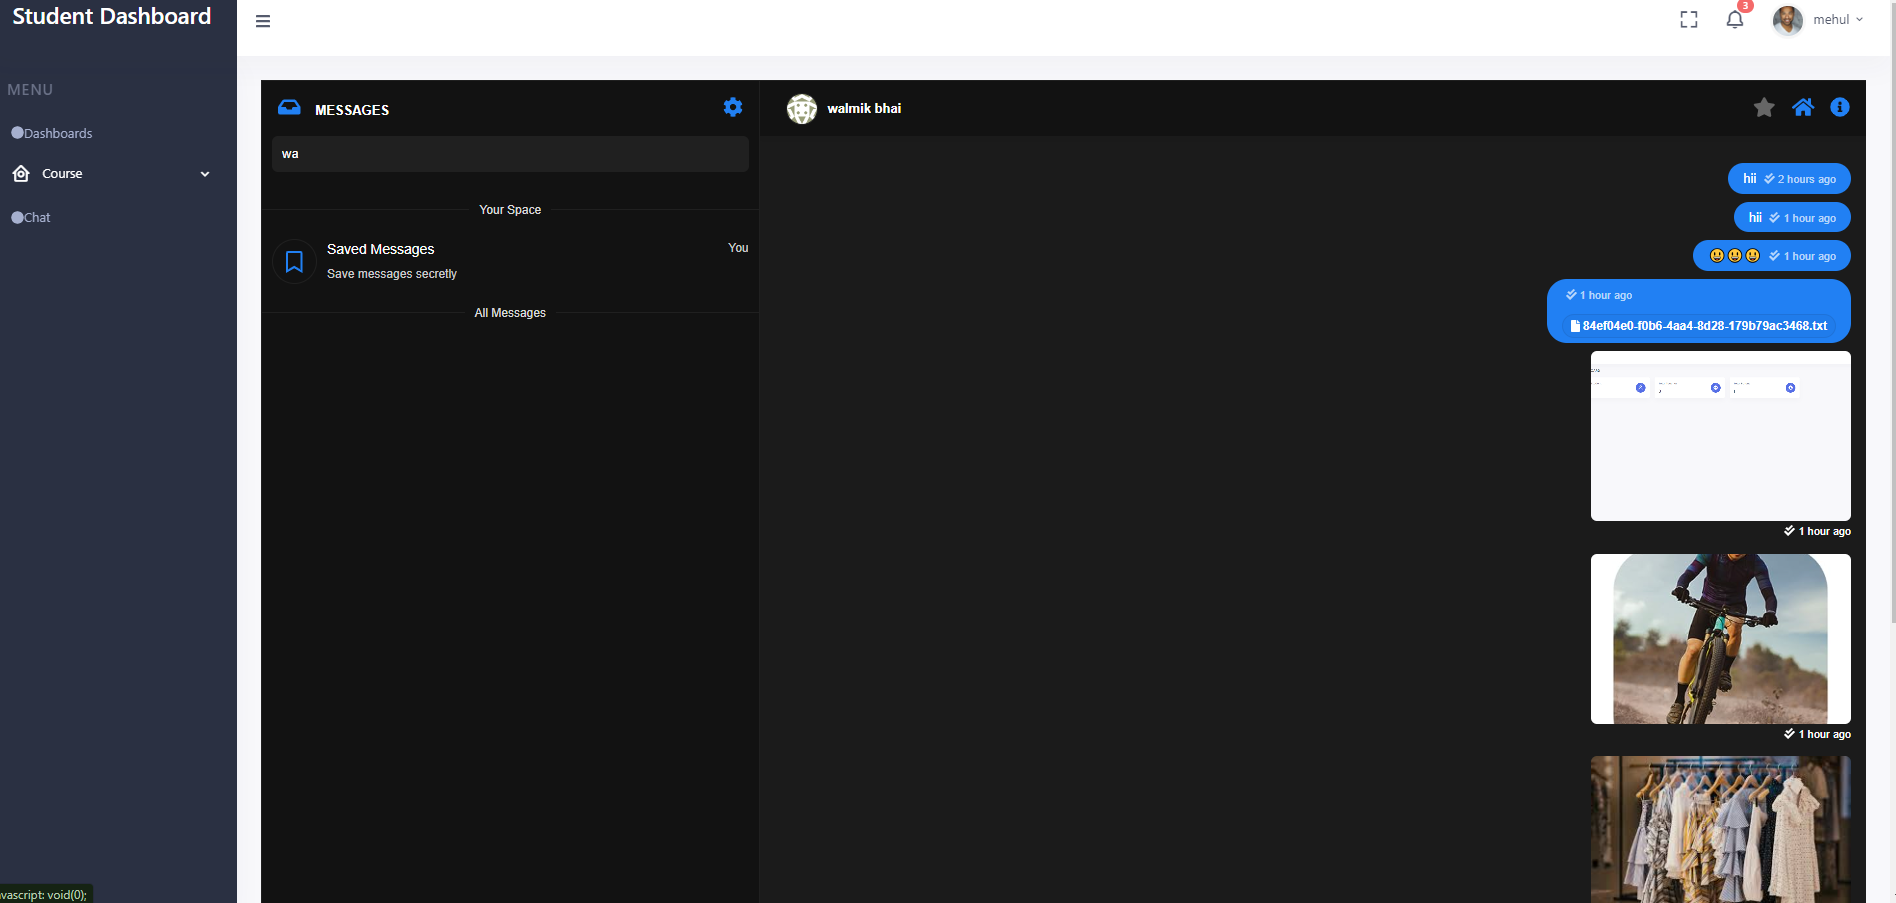 Student Dashboard
3
mehul
MENU
Dashboards
Course
Chat
MESSAGES
wa
Your Space
Saved Messages
You
Save messages secretly
All Messages
walmik bhai
hii 2 hours ago
hii 1 hour ago
1 hour ago
1 hour ago
84ef04e0-f0b6-4aa4-8d28-179b79ac3468.txt
1 hour ago
1 hour ago
vascript: void(0);